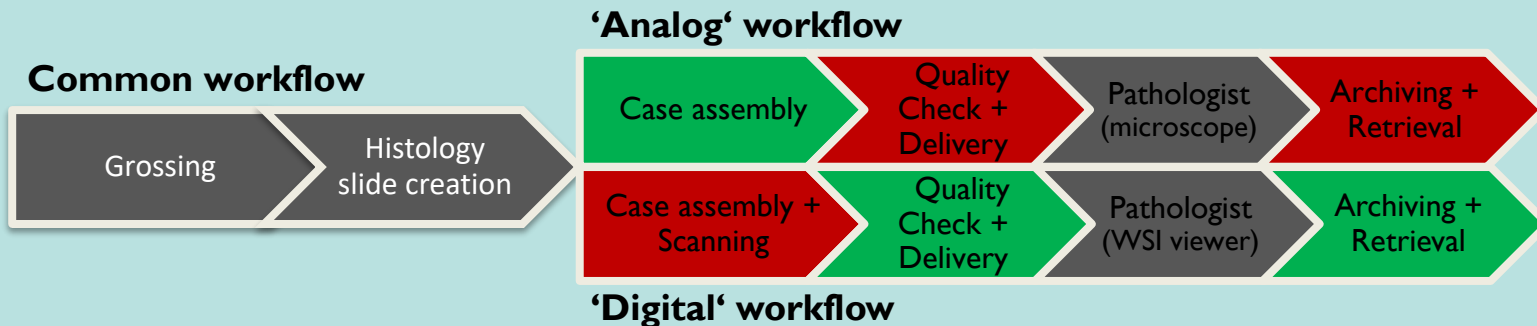 ‘Analog‘ workflow
Common workflow
Grossing
Histology
slide creation
Case assembly
Quality
Check +
Delivery
Pathologist
(microscope)
Archiving +
Retrieval
Case assembly +
Scanning
Quality
Check +
Delivery
Pathologist
(WSI viewer)
Archiving +
Retrieval
‘Digital‘ workflow